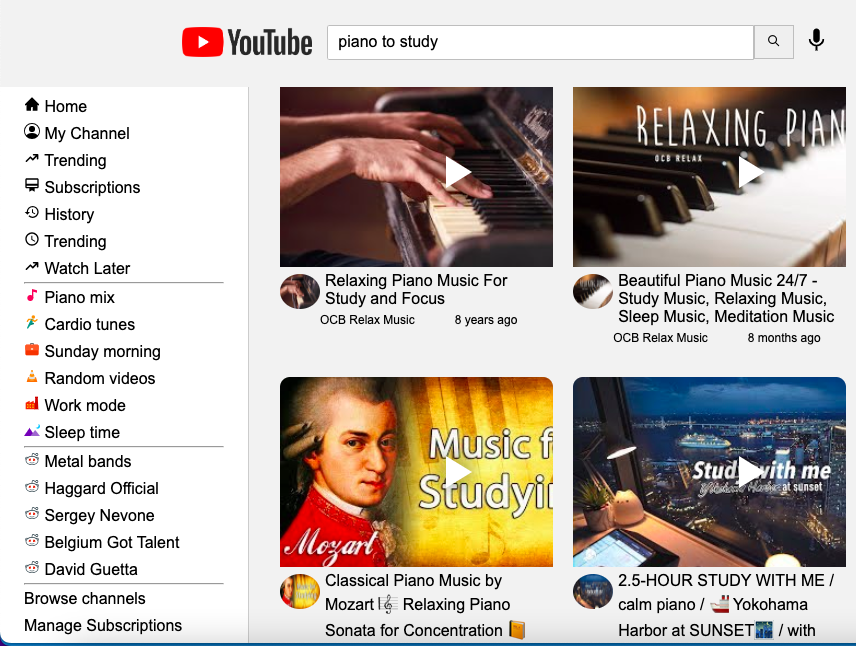 YouTube
piano to study
Home
My Channel
Trending
Subscriptions
History
Trending
Watch Later
Piano mix
Cardio tunes
Sunday morning
Random videos
Work mode
Sleep time
Metal bands
Haggard Official
Sergey Nevone
Belgium Got Talent
David Guetta
Browse channels
Manage Subscriptions
Relaxing Piano Music For
Study and Focus
OCB Relax Music 8 years ago
RELAXING PIAN
OCB RELAX
Beautiful Piano Music 24/7 -
Study Music, Relaxing Music,
Sleep Music, Meditation Music
OCB Relax Music 8 months ago
Music f
Studyin
Mozart
Classical Piano Music by
Mozart 🎼 Relaxing Piano
Sonata for Concentration 📙
Study with me
Yokohama Harbor at sunset
2.5-HOUR STUDY WITH ME /
calm piano / 🚢 Yokohama
Harbor at SUNSET🎆 / with